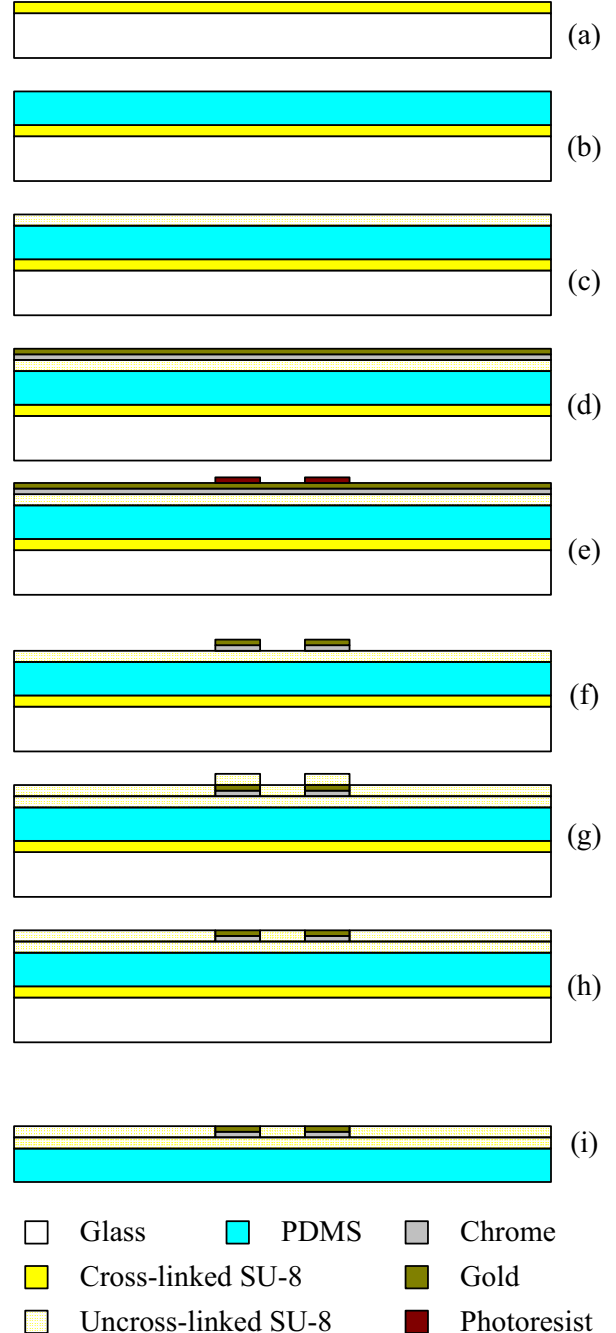 (a)
(b)
(c)
(d)
(e)
(f)
(g)
(h)
(i)
Glass PDMS Chrome
Cross-linked SU-8 Gold
Uncross-linked SU-8 Photoresist